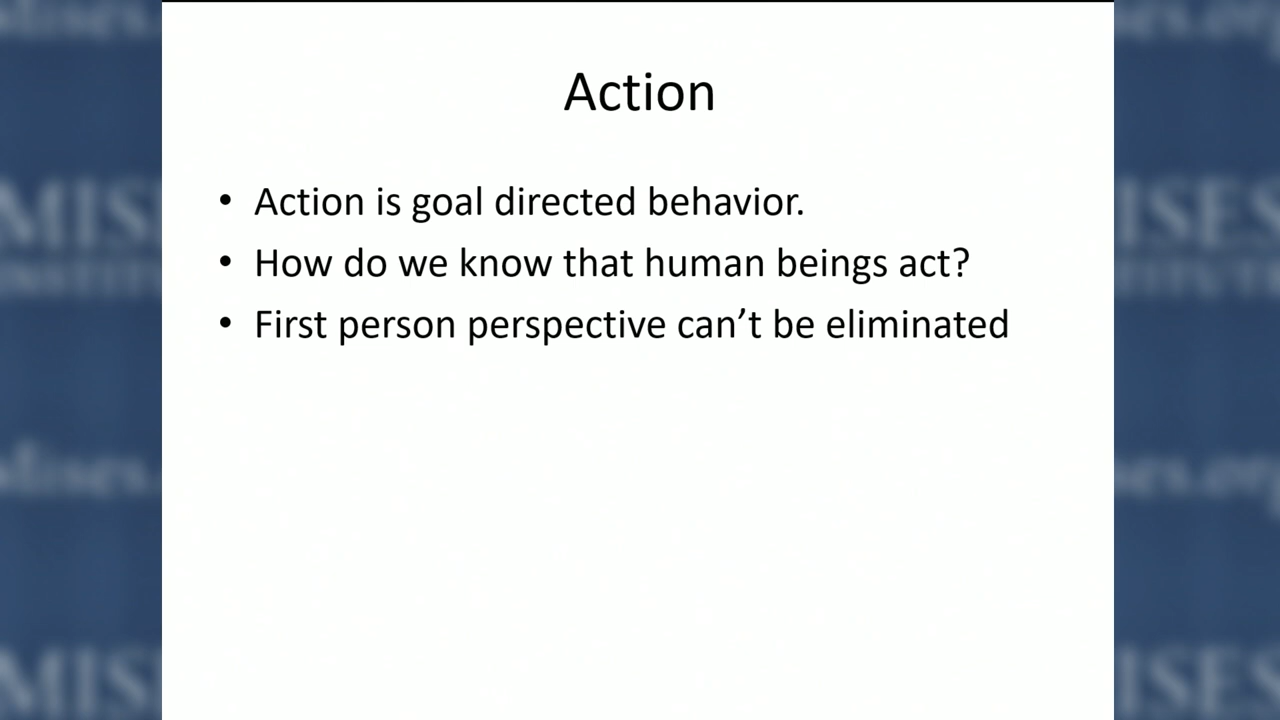 Action
• Action is goal directed behavior.
• How do we know that human beings act?
• First person perspective can’t be eliminated